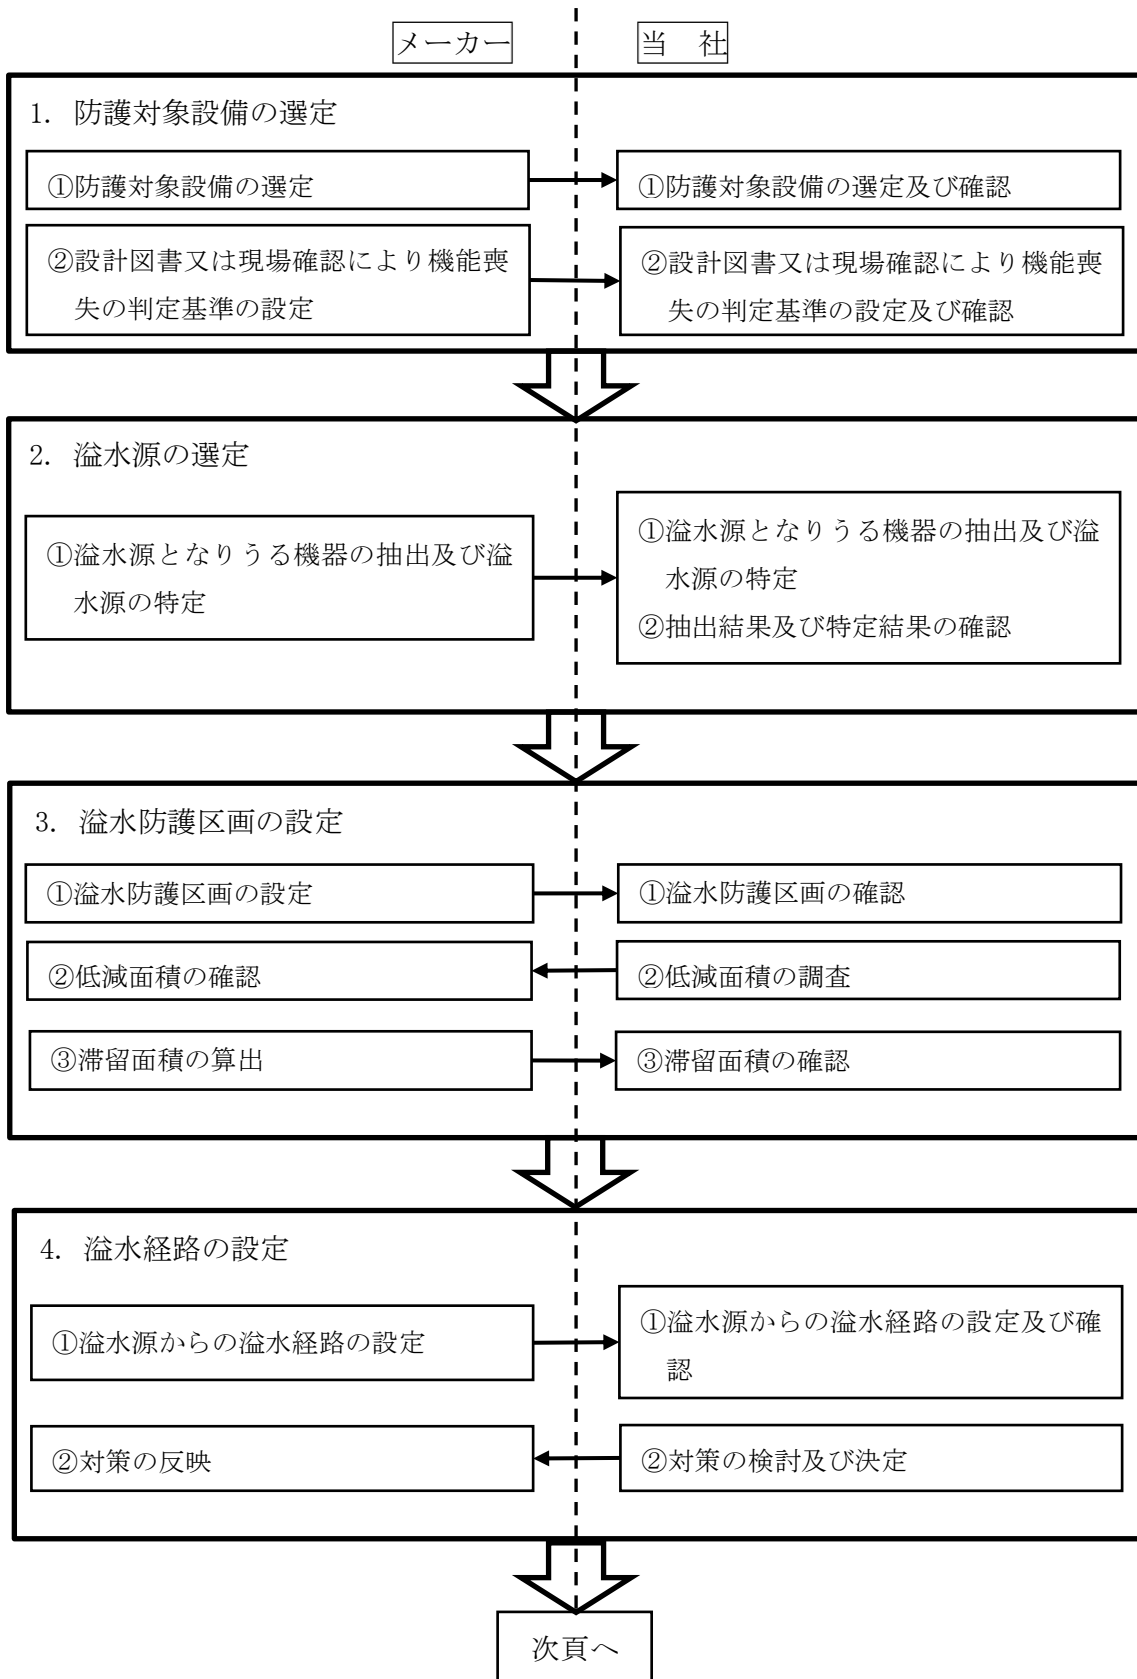 メーカー
当　社
1. 防護対象設備の選定
①防護対象設備の選定
①防護対象設備の選定及び確認
②設計図書又は現場確認により機能喪
失の判定基準の設定
②設計図書又は現場確認により機能喪
失の判定基準の設定及び確認
2. 溢水源の選定
①溢水源となりうる機器の抽出及び溢
水源の特定
①溢水源となりうる機器の抽出及び溢
水源の特定
②抽出結果及び特定結果の確認
3. 溢水防護区画の設定
①溢水防護区画の設定
①溢水防護区画の確認
②低減面積の確認
②低減面積の調査
③滞留面積の算出
③滞留面積の確認
4. 溢水経路の設定
①溢水源からの溢水経路の設定
①溢水源からの溢水経路の設定及び確
認
②対策の反映
②対策の検討及び決定
次頁へ